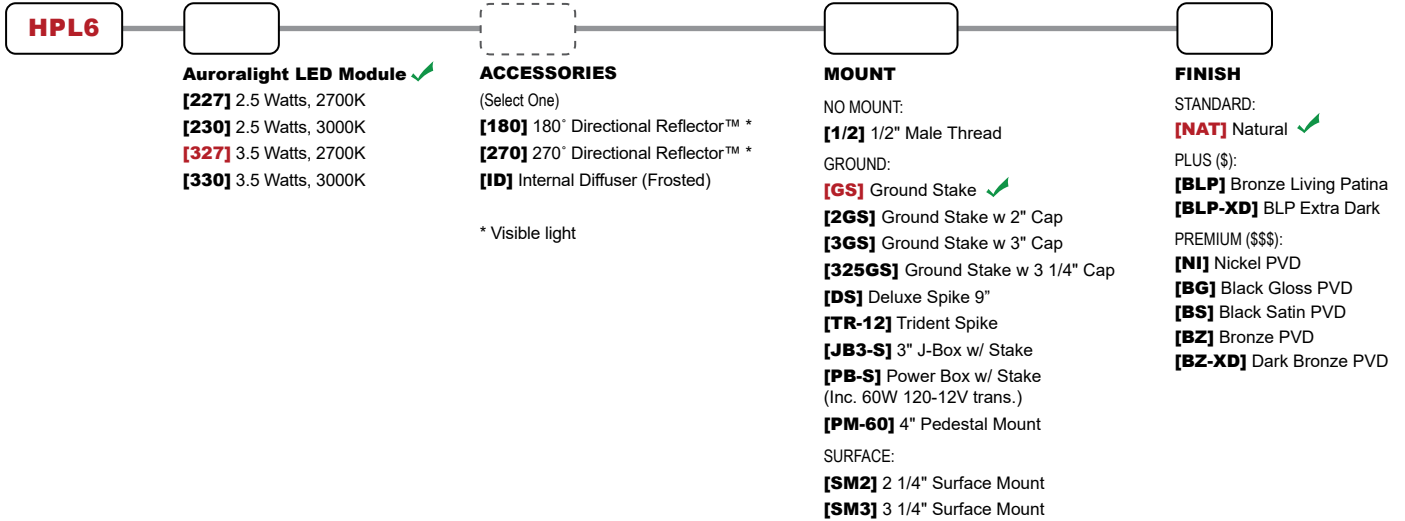 HPL6
Auroralight LED Module
[227] 2.5 Watts, 2700K
[230] 2.5 Watts, 3000K
[327] 3.5 Watts, 2700K
[330] 3.5 Watts, 3000K
ACCESSORIES
(Select One)
[180] 180˚ Directional Reflector™ *
[270] 270˚ Directional Reflector™ *
[ID] Internal Diffuser (Frosted)
* Visible light
MOUNT
NO MOUNT:
[1/2] 1/2" Male Thread
GROUND:
[GS] Ground Stake
[2GS] Ground Stake w 2" Cap
[3GS] Ground Stake w 3" Cap
[325GS] Ground Stake w 3 1/4" Cap
[DS] Deluxe Spike 9”
[TR-12] Trident Spike
[JB3-S] 3" J-Box w/ Stake
[PB-S] Power Box w/ Stake
(Inc. 60W 120-12V trans.)
[PM-60] 4" Pedestal Mount
SURFACE:
[SM2] 2 1/4" Surface Mount
[SM3] 3 1/4" Surface Mount
FINISH
STANDARD:
[NAT] Natural
PLUS ($):
[BLP] Bronze Living Patina
[BLP-XD] BLP Extra Dark
PREMIUM ($$$):
[NI] Nickel PVD
[BG] Black Gloss PVD
[BS] Black Satin PVD
[BZ] Bronze PVD
[BZ-XD] Dark Bronze PVD